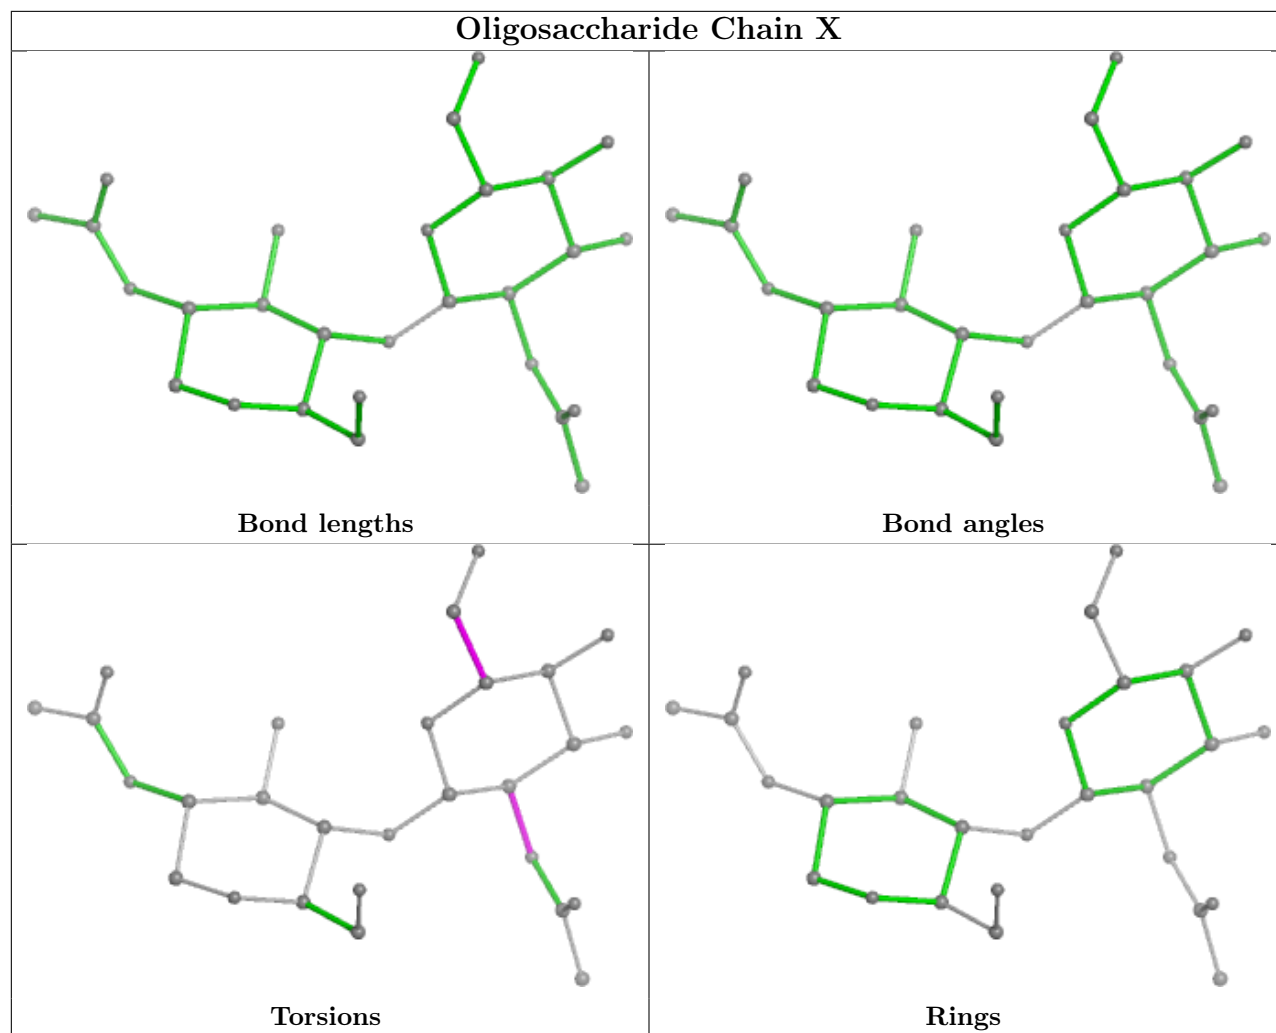 Oligosaccharide Chain X
Bond lengths
Bond angles
Torsions
Rings